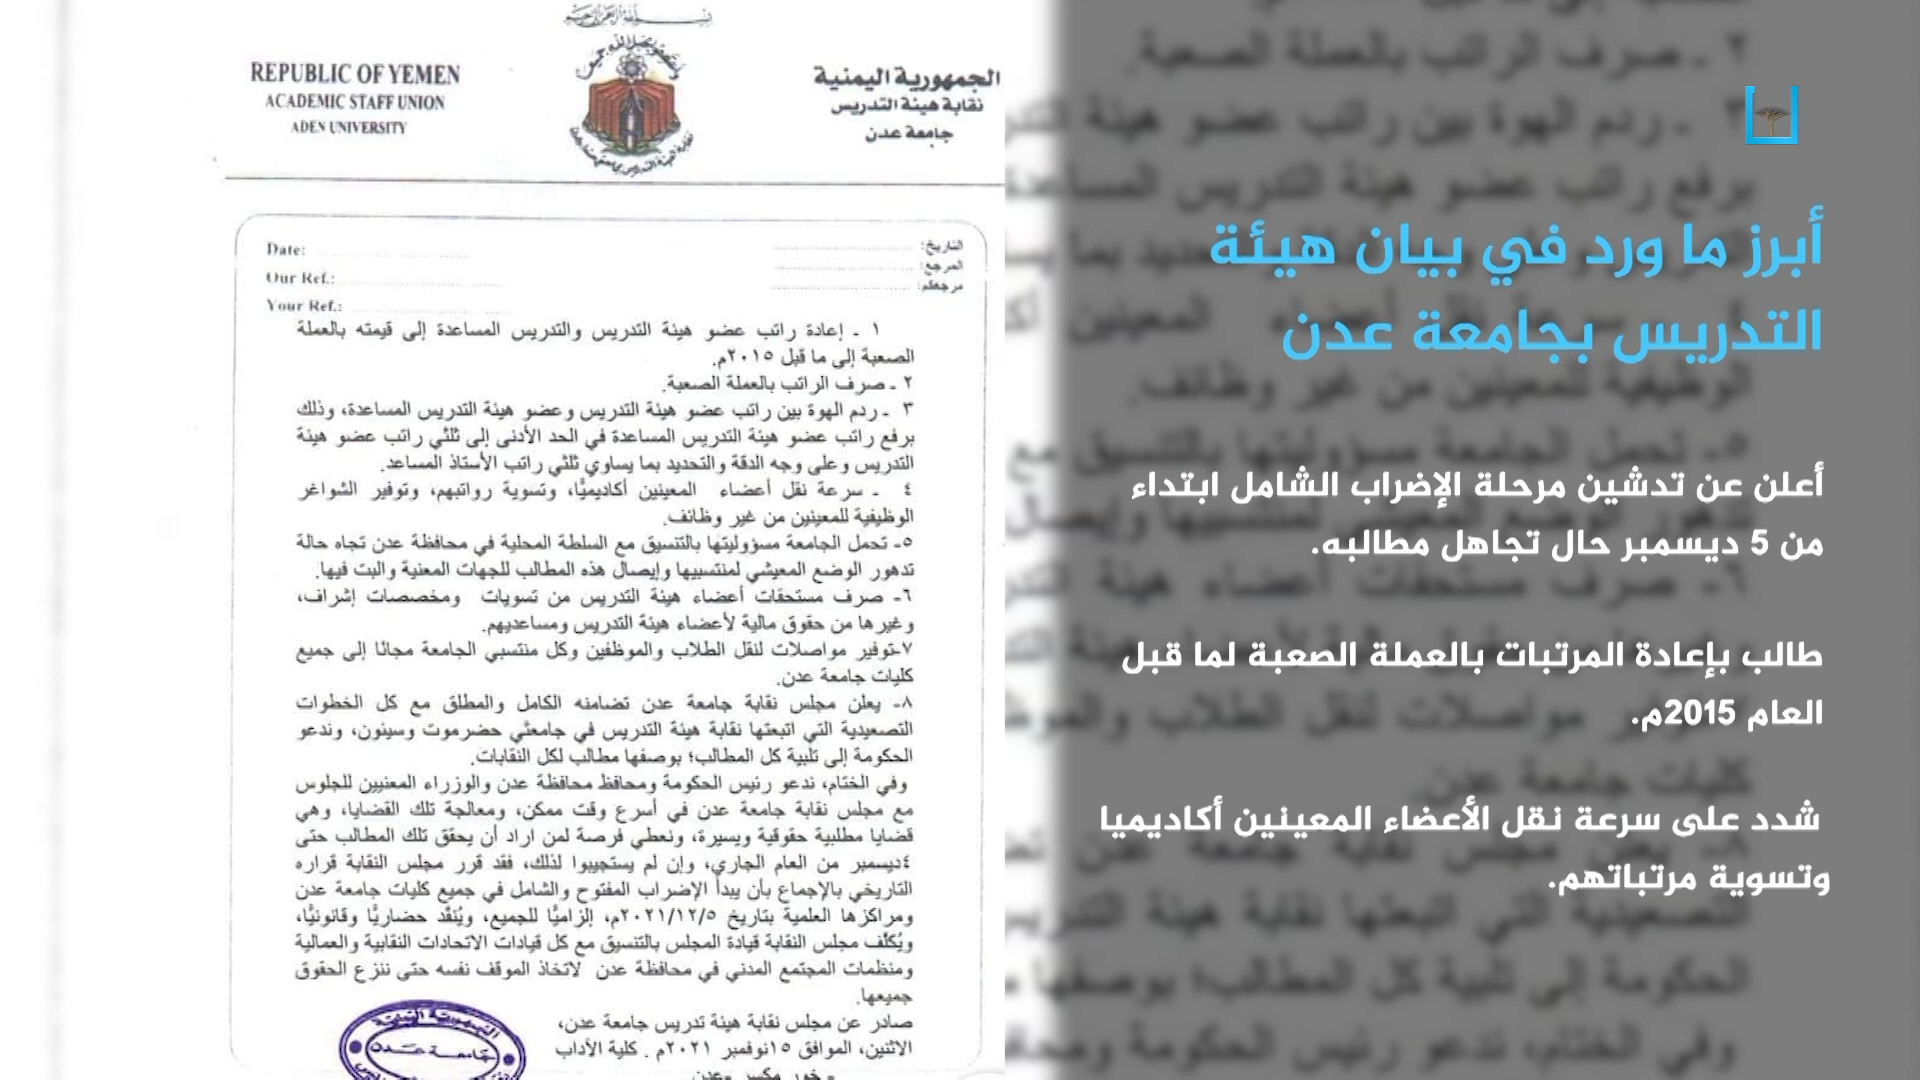 REPUBLIC OF YEMEN
ACADEMIC STAFF UNION
ADEN UNIVERSITY
الجمهورية اليمنية
نقابة هيئة التدريس
جامعة عدن
Date:
Our Ref.:
Your Ref.:
التاريخ:
المرجع:
مرجعكم:
١ ـ إعادة راتب عضو هيئة التدريس والتدريس المساعدة إلى قيمته بالعملة
الصعبة إلى ما قبل ٢٠١٥م.
٢ ـ صرف الراتب بالعملة الصعبة.
٣ ـ ردم الهوة بين راتب عضو هيئة التدريس وعضو هيئة التدريس المساعدة، وذلك
برفع راتب عضو هيئة التدريس المساعدة في الحد الأدنى إلى ثلثي راتب عضو هيئة
التدريس وعلى وجه الدقة والتحديد بما يساوي ثلثي راتب الأستاذ المساعد.
٤ ـ سرعة نقل أعضاء المعينين أكاديميًا، وتسوية رواتبهم، وتوفير الشواغر
الوظيفية للمعينين من غير وظائف.
٥- تحمل الجامعة مسؤوليتها بالتنسيق مع السلطة المحلية في محافظة عدن تجاه حالة
تدهور الوضع المعيشي لمنتسبيها وإيصال هذه المطالب للجهات المعنية والبت فيها.
٦- صرف مستحقات أعضاء هيئة التدريس من تسويات ومخصصات إشراف،
وغيرها من حقوق مالية لأعضاء هيئة التدريس ومساعديهم.
٧-توفير مواصلات لنقل الطلاب والموظفين وكل منتسبي الجامعة مجانًا إلى جميع
كليات جامعة عدن.
٨- يعلن مجلس نقابة جامعة عدن تضامنه الكامل والمطلق مع كل الخطوات
التصعيدية التي اتبعتها نقابة هيئة التدريس في جامعتي حضرموت وسيئون، وندعو
الحكومة إلى تلبية كل المطالب؛ بوصفها مطالب لكل النقابات.
وفي الختام، ندعو رئيس الحكومة ومحافظ محافظة عدن والوزراء المعنيين للجلوس
مع مجلس نقابة جامعة عدن في أسرع وقت ممكن، ومعالجة تلك القضايا، وهي
قضايا مطلبية حقوقية ويسيرة، ونعطي فرصة لمن اراد أن يحقق تلك المطالب حتى
٤ديسمبر من العام الجاري، وإن لم يستجيبوا لذلك، فقد قرر مجلس النقابة قراره
التاريخي بالإجماع بأن يبدأ الإضراب المفتوح والشامل في جميع كليات جامعة عدن
ومراكزها العلمية بتاريخ ٢٠٢١/١٢/٥م، إلزاميًا للجميع، ويُنفَّذ حضاريًا وقانونيًا،
ويُكلّف مجلس النقابة قيادة المجلس بالتنسيق مع كل قيادات الاتحادات النقابية والعمالية
ومنظمات المجتمع المدني في محافظة عدن لاتخاذ الموقف نفسه حتى ننزع الحقوق
جميعها.
صادر عن مجلس نقابة هيئة تدريس جامعة عدن،
الاثنين، الموافق ١٥نوفمبر ٢٠٢١م . كلية الآداب
خور مكسر وعدن
جامعة عدن
أبرز ما ورد في بيان هيئة
التدريس بجامعة عدن
أعلن عن تدشين مرحلة الإضراب الشامل ابتداء
من 5 ديسمبر حال تجاهل مطالبه.
طالب بإعادة المرتبات بالعملة الصعبة لما قبل
العام 2015م.
شدد على سرعة نقل الأعضاء المعينين أكاديميا
وتسوية مرتباتهم.